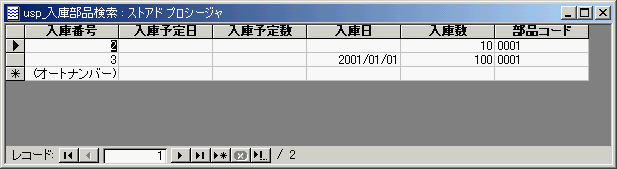 usp_入庫部品検索 : ストアド プロシージャ
入庫番号 入庫予定日 入庫予定数 入庫日 入庫数 部品コード
2 10 0001
3 2001/01/01 100 0001
(オートナンバー)
レコード: 1 / 2